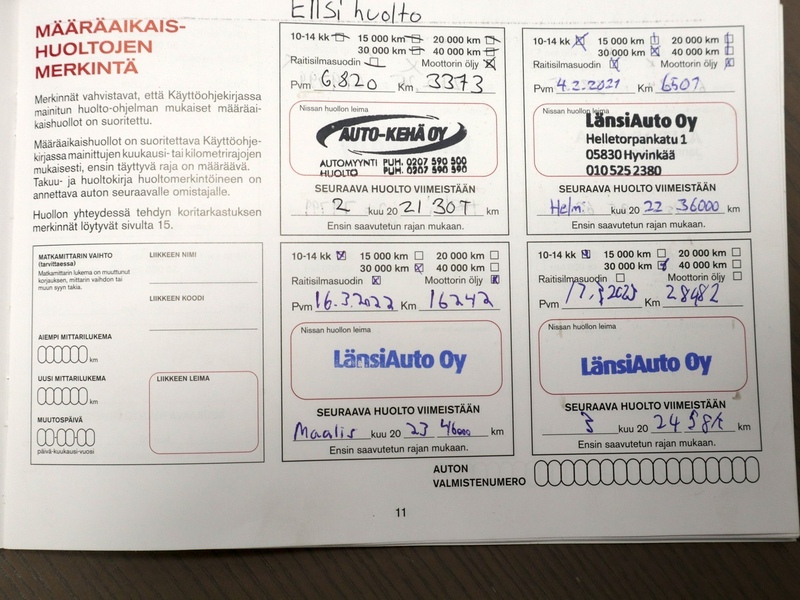 MÄÄRÄAIKAIS-
HUOLTOJEN
MERKINTÄ
Merkinnät vahvistavat, että Käyttöohjekirjassa
mainitun huolto-ohjelman mukaiset määräai-
kaishuollot on suoritettu.
Määräaikaishuollot on suoritettava Käyttöohje-
kirjassa mainittujen kuukausi- tai kilometrirajojen
mukaisesti, ensin täyttyvä raja on määräävä.
Takuu- ja huoltokirja huoltomerkintöineen on
annettava auton seuraavalle omistajalle.
Huollon yhteydessä tehdyn koritarkastuksen
merkinnät löytyvät sivulta 15.
MATKAMITTARIN VAIHTO
(tarvittaessa)
Matkamittarin lukema on muuttunut
korjauksen, mittarin vaihdon tai
muun syyn takia.
LIIKKEEN NIMI
LIIKKEEN KOODI
AIEMPI MITTARILUKEMA
km
UUSI MITTARILUKEMA
km
MUUTOSPÄIVÄ
päivä-kuukausi-vuosi
LIIKKEEN LEIMA
Ensi huolto
10-14 kk 15 000 km 20 000 km
30 000 km 40 000 km
Raitisilmasuodin Moottorin öljy
Pvm 6.8.20 Km 3373
Nissan huollon leima
AUTO-KEHÄ OY
AUTOMYYNTI PUH. 0207 590 500
HUOLTO PUH. 0207 590 590
SEURAAVA HUOLTO VIIMEISTÄÄN
2 kuu 20 21 30T km
Ensin saavutetun rajan mukaan.
10-14 kk 15 000 km 20 000 km
30 000 km 40 000 km
Raitisilmasuodin Moottorin öljy
Pvm 4.2.2021 Km 6501
Nissan huollon leima
LänsiAuto Oy
Helletorpankatu 1
05830 Hyvinkää
010 525 2380
SEURAAVA HUOLTO VIIMEISTÄÄN
Helmi kuu 20 22 36000 km
Ensin saavutetun rajan mukaan.
10-14 kk 15 000 km 20 000 km
30 000 km 40 000 km
Raitisilmasuodin Moottorin öljy
Pvm 16.3.2022 Km 16242
Nissan huollon leima
LänsiAuto Oy
SEURAAVA HUOLTO VIIMEISTÄÄN
Maalis kuu 20 23 46000 km
Ensin saavutetun rajan mukaan.
10-14 kk 15 000 km 20 000 km
30 000 km 40 000 km
Raitisilmasuodin Moottorin öljy
Pvm Km 28482
Nissan huollon leima
LänsiAuto Oy
SEURAAVA HUOLTO VIIMEISTÄÄN
3 kuu 20 24 km
Ensin saavutetun rajan mukaan.
AUTON
VALMISTENUMERO
11